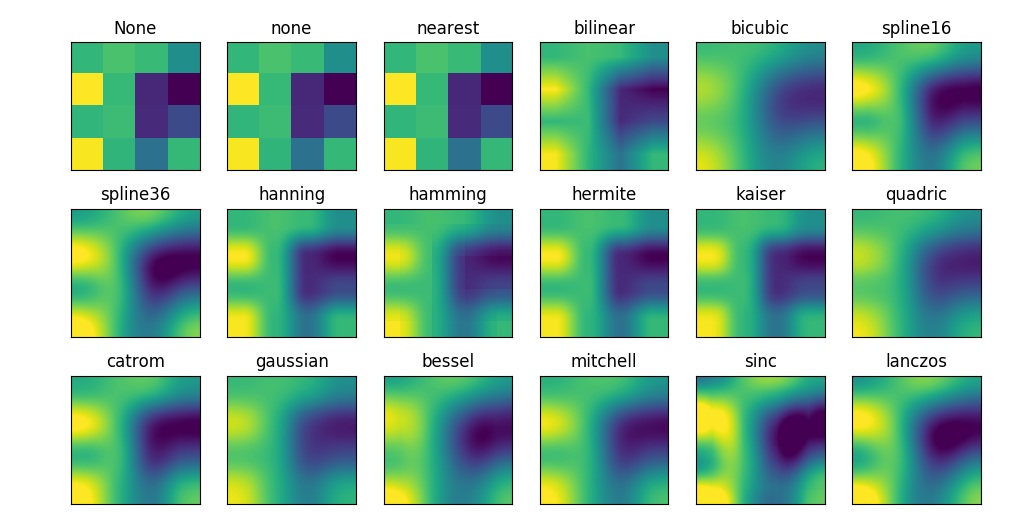 None none nearest bilinear bicubic spline16
spline36 hanning hamming hermite kaiser quadric
catrom gaussian bessel mitchell sinc lanczos